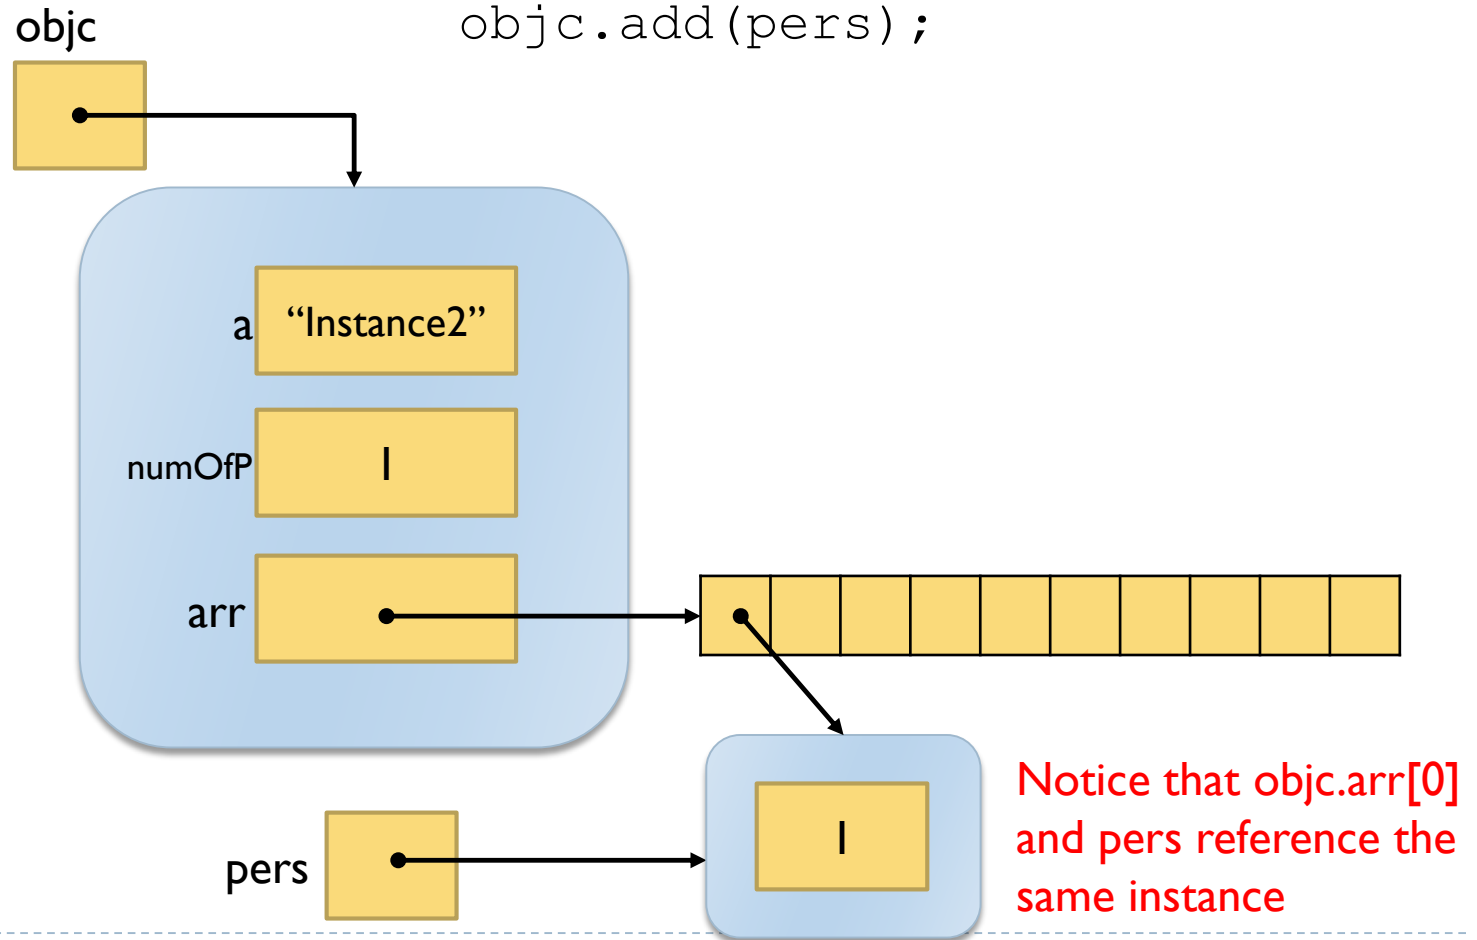 objc
objc.add(pers);
a “Instance2”
numOfP 1
arr
pers
1
Notice that objc.arr[0]
and pers reference the
same instance